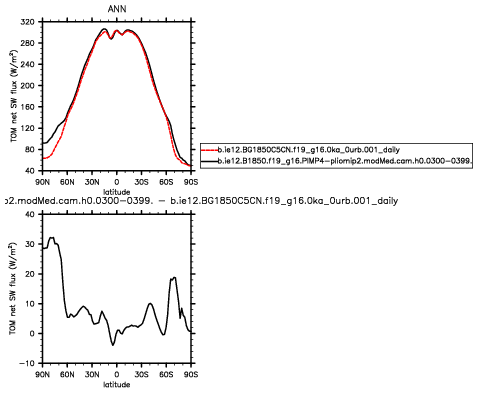 ANN
TOM net SW flux (W/m²)
320
280
240
200
160
120
80
40
90N 60N 30N 0 30S 60S 90S
latitude
b.ie12.BG1850C5CN.f19_g16.0ka_0urb.001_daily
b.ie12.B1850.f19_g16.PIMP4-pliomip2.modMed.cam.h0.0300-0399.
p2.modMed.cam.h0.0300-0399. - b.ie12.BG1850C5CN.f19_g16.0ka_0urb.001_daily
TOM net SW flux (W/m²)
40
30
20
10
0
-10
90N 60N 30N 0 30S 60S 90S
latitude